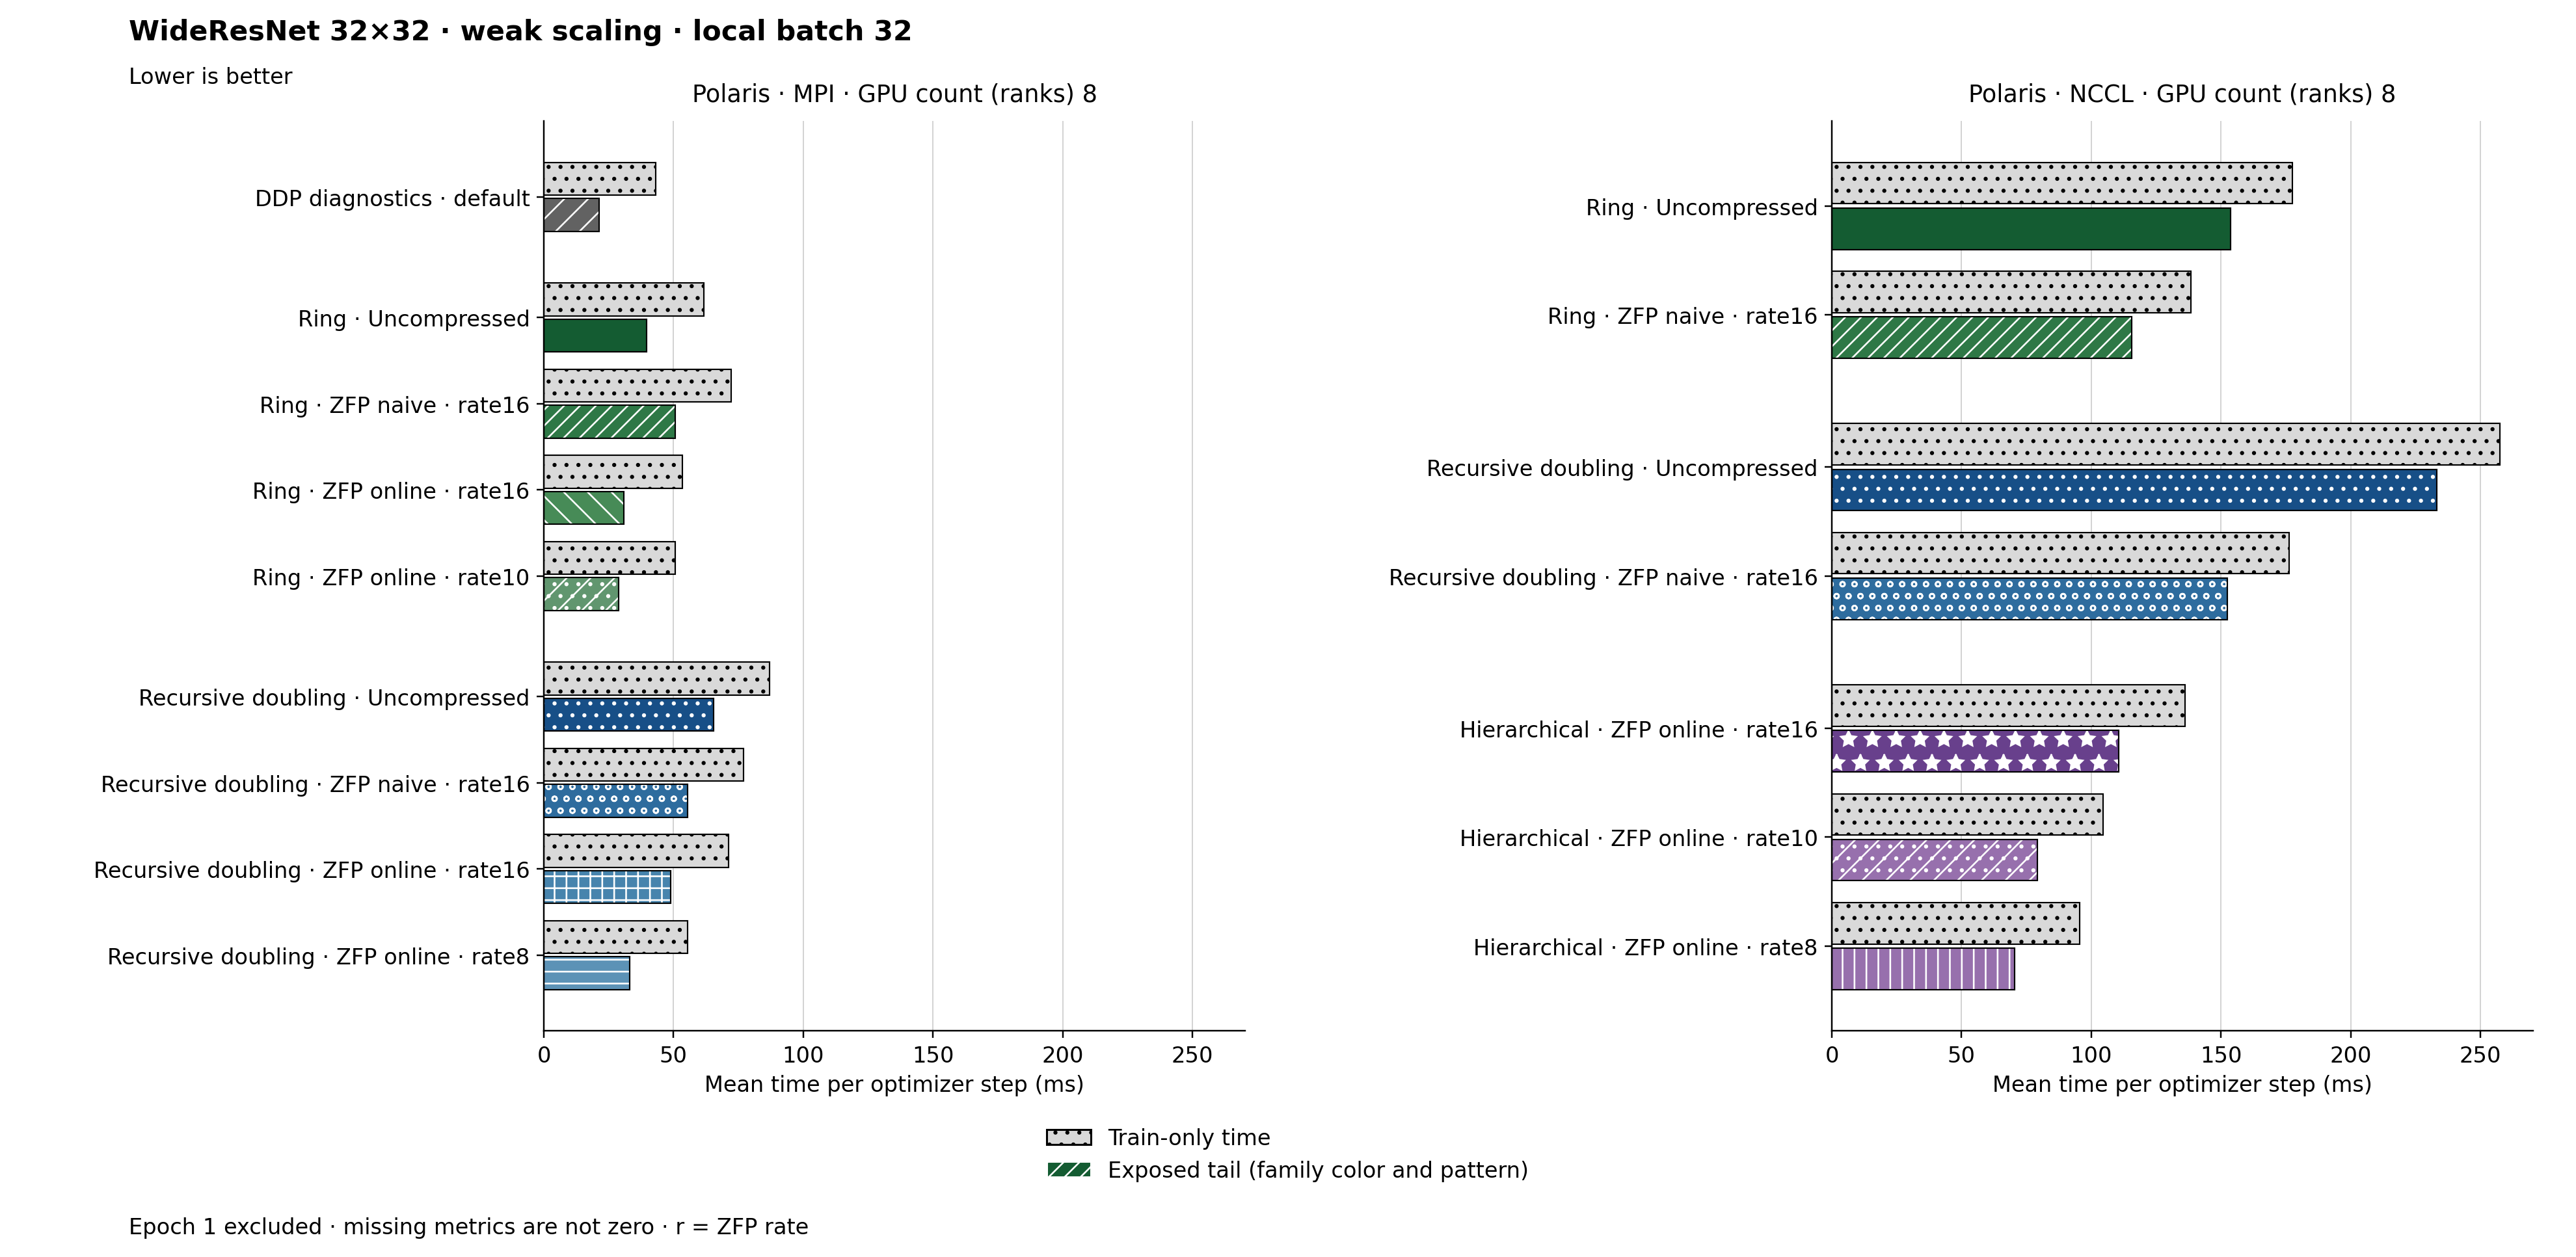 WideResNet 32×32 · weak scaling · local batch 32
Lower is better
Polaris · MPI · GPU count (ranks) 8
DDP diagnostics · default
Ring · Uncompressed
Ring · ZFP naive · rate16
Ring · ZFP online · rate16
Ring · ZFP online · rate10
Recursive doubling · Uncompressed
Recursive doubling · ZFP naive · rate16
Recursive doubling · ZFP online · rate16
Recursive doubling · ZFP online · rate8
0 50 100 150 200 250
Mean time per optimizer step (ms)
Polaris · NCCL · GPU count (ranks) 8
Ring · Uncompressed
Ring · ZFP naive · rate16
Recursive doubling · Uncompressed
Recursive doubling · ZFP naive · rate16
Hierarchical · ZFP online · rate16
Hierarchical · ZFP online · rate10
Hierarchical · ZFP online · rate8
0 50 100 150 200 250
Mean time per optimizer step (ms)
Train-only time
Exposed tail (family color and pattern)
Epoch 1 excluded · missing metrics are not zero · r = ZFP rate